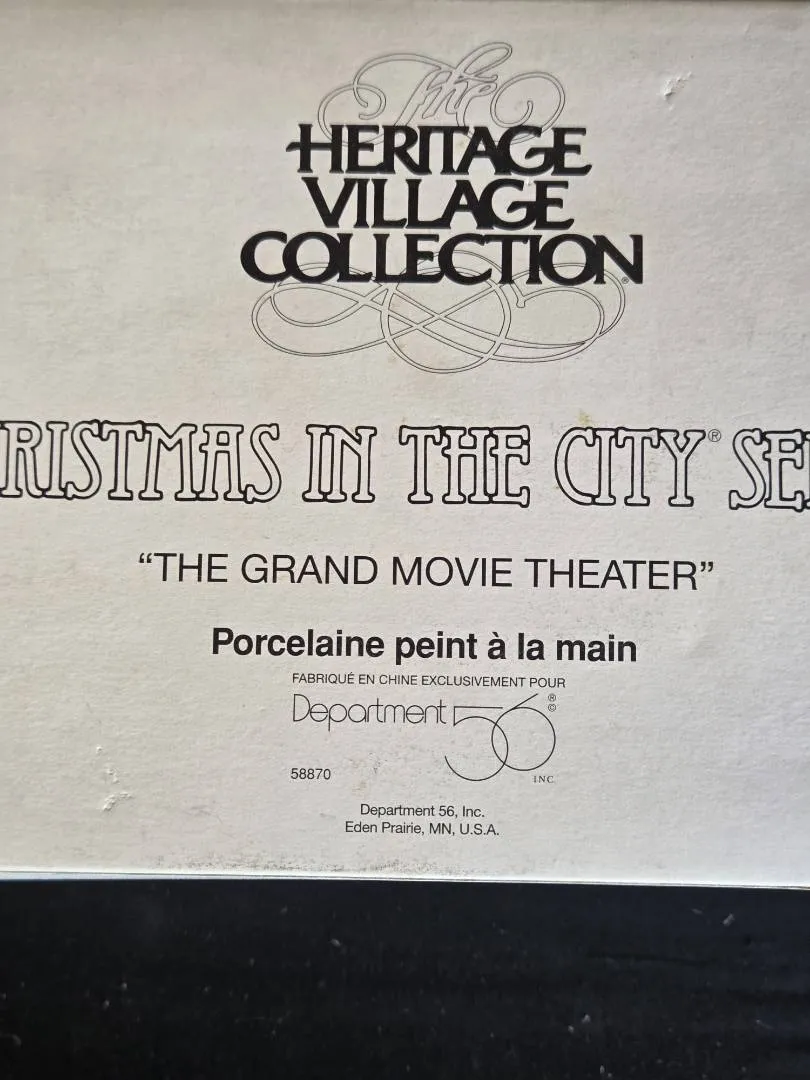 The
HERITAGE
VILLAGE
COLLECTION®
RISTMAS IN THE CITY® SE
"THE GRAND MOVIE THEATER"
Porcelaine peint à la main
FABRIQUÉ EN CHINE EXCLUSIVEMENT POUR
Department 56 ® ©
58870
INC.
Department 56, Inc.
Eden Prairie, MN, U.S.A.